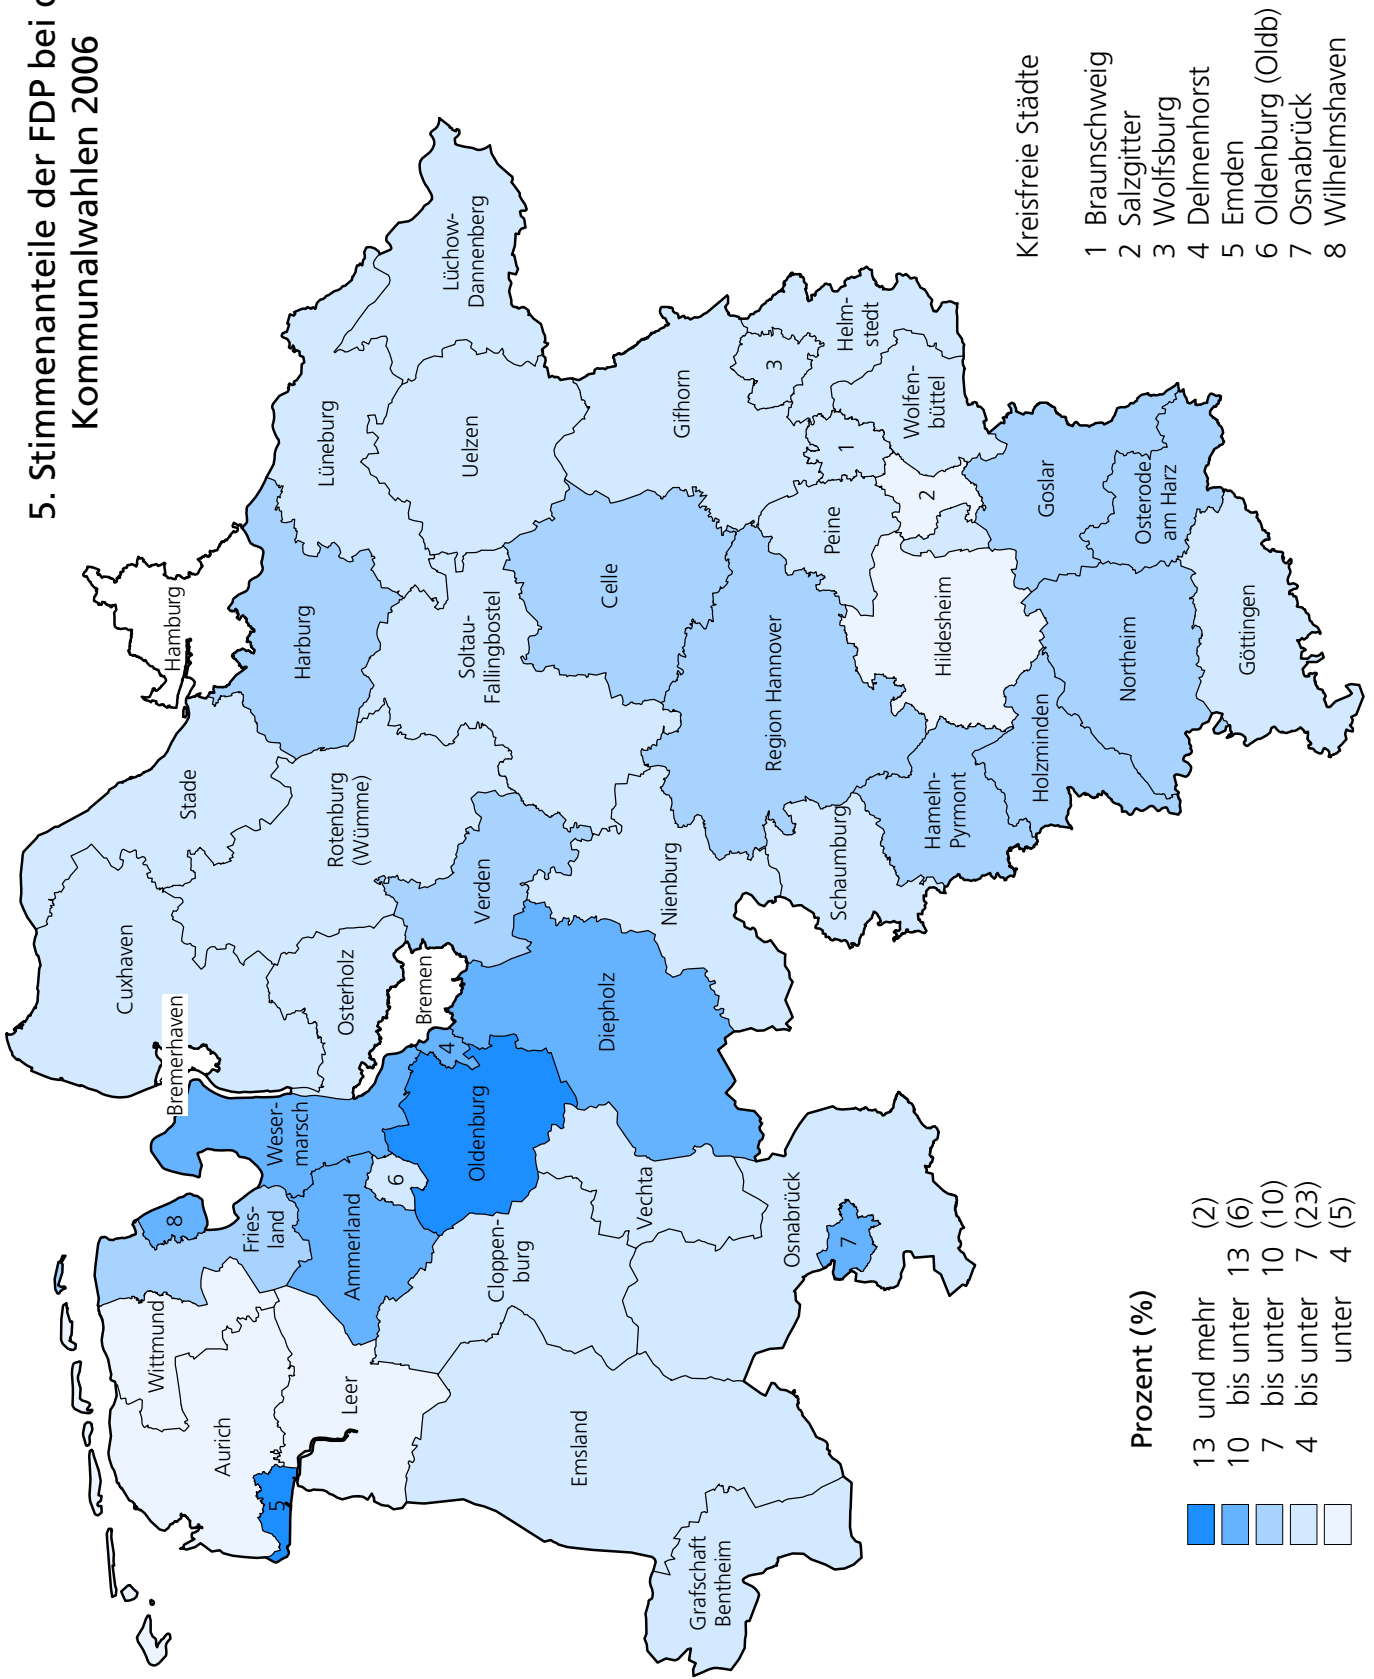 5. Stimmenanteile der FDP bei
Kommunalwahlen 2006
Hamburg
Stade
Cuxhaven
Bremerhaven
Harburg
Lüneburg
Lüchow-
Dannenberg
Uelzen
Soltau-
Fallingbostel
Rotenburg
(Wümme)
Osterholz
Bremen
Verden
Celle
Gifhorn
Weser-
marsch
Fries-
land
Wittmund
Aurich
Leer
Ammerland
Oldenburg
Diepholz
Nienburg
Region Hannover
Peine
Helm-
stedt
Wolfen-
büttel
Cloppen-
burg
Vechta
Emsland
Grafschaft
Bentheim
Osnabrück
Schaumburg
Hameln-
Pyrmont
Hildesheim
Holzminden
Northeim
Goslar
Osterode
am Harz
Göttingen
1
2
3
4
5
6
7
8
Kreisfreie Städte
1 Braunschweig
2 Salzgitter
3 Wolfsburg
4 Delmenhorst
5 Emden
6 Oldenburg (Oldb)
7 Osnabrück
8 Wilhelmshaven
Prozent (%)
13 und mehr (2)
10 bis unter 13 (6)
7 bis unter 10 (10)
4 bis unter 7 (23)
unter 4 (5)